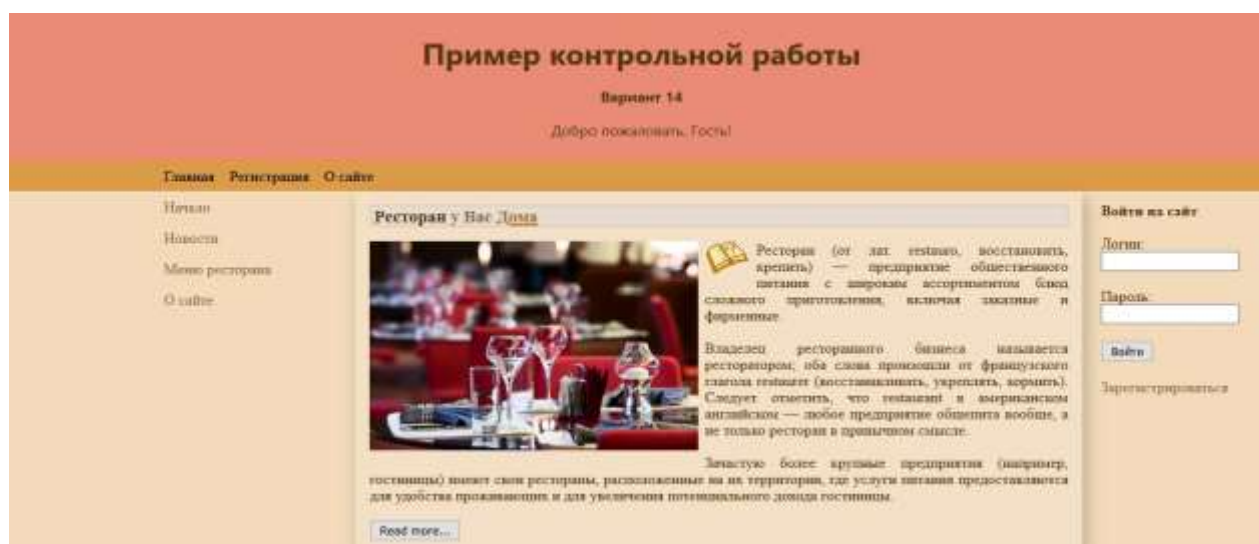 Пример контрольной работы
Вариант 14
Добро пожаловать, Гость!
Главная Регистрация О сайте
Начало
Новости
Меню ресторана
О сайте
Ресторан у Вас Дома
Ресторан (от лат. restauro, восстановить,
крепить) — предприятие общественного
питания с широким ассортиментом блюд
сложного приготовления, включая заказные и
фирменные.
Владелец ресторанного бизнеса называется
ресторатором; оба слова произошли от французского
глагола restaurer (восстанавливать, укреплять, кормить).
Следует отметить, что restaurant в американском
английском — любое предприятие общепита вообще, а
не только ресторан в привычном смысле.
Зачастую более крупные предприятия (например,
гостиницы) имеют свои рестораны, расположенные на их территории, где услуги питания предоставляются
для удобства проживающих и для увеличения потенциального дохода гостиницы.
Read more...
Войти на сайт
Логин:
Пароль:
Войти
Зарегистрироваться